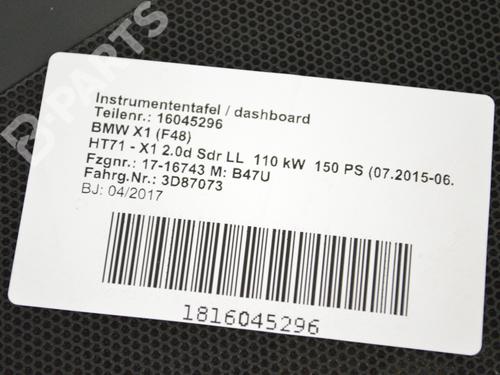 B-PARTS
Instrumententafel / dashboard
Teilenr.: 16045296
BMW X1 (F48)
HT71 - X1 2.0d Sdr LL 110 kW 150 PS (07.2015-06.
Fzgnr.: 17-16743 M: B47U
Fahrg.Nr.: 3D87073
BJ: 04/2017
1816045296